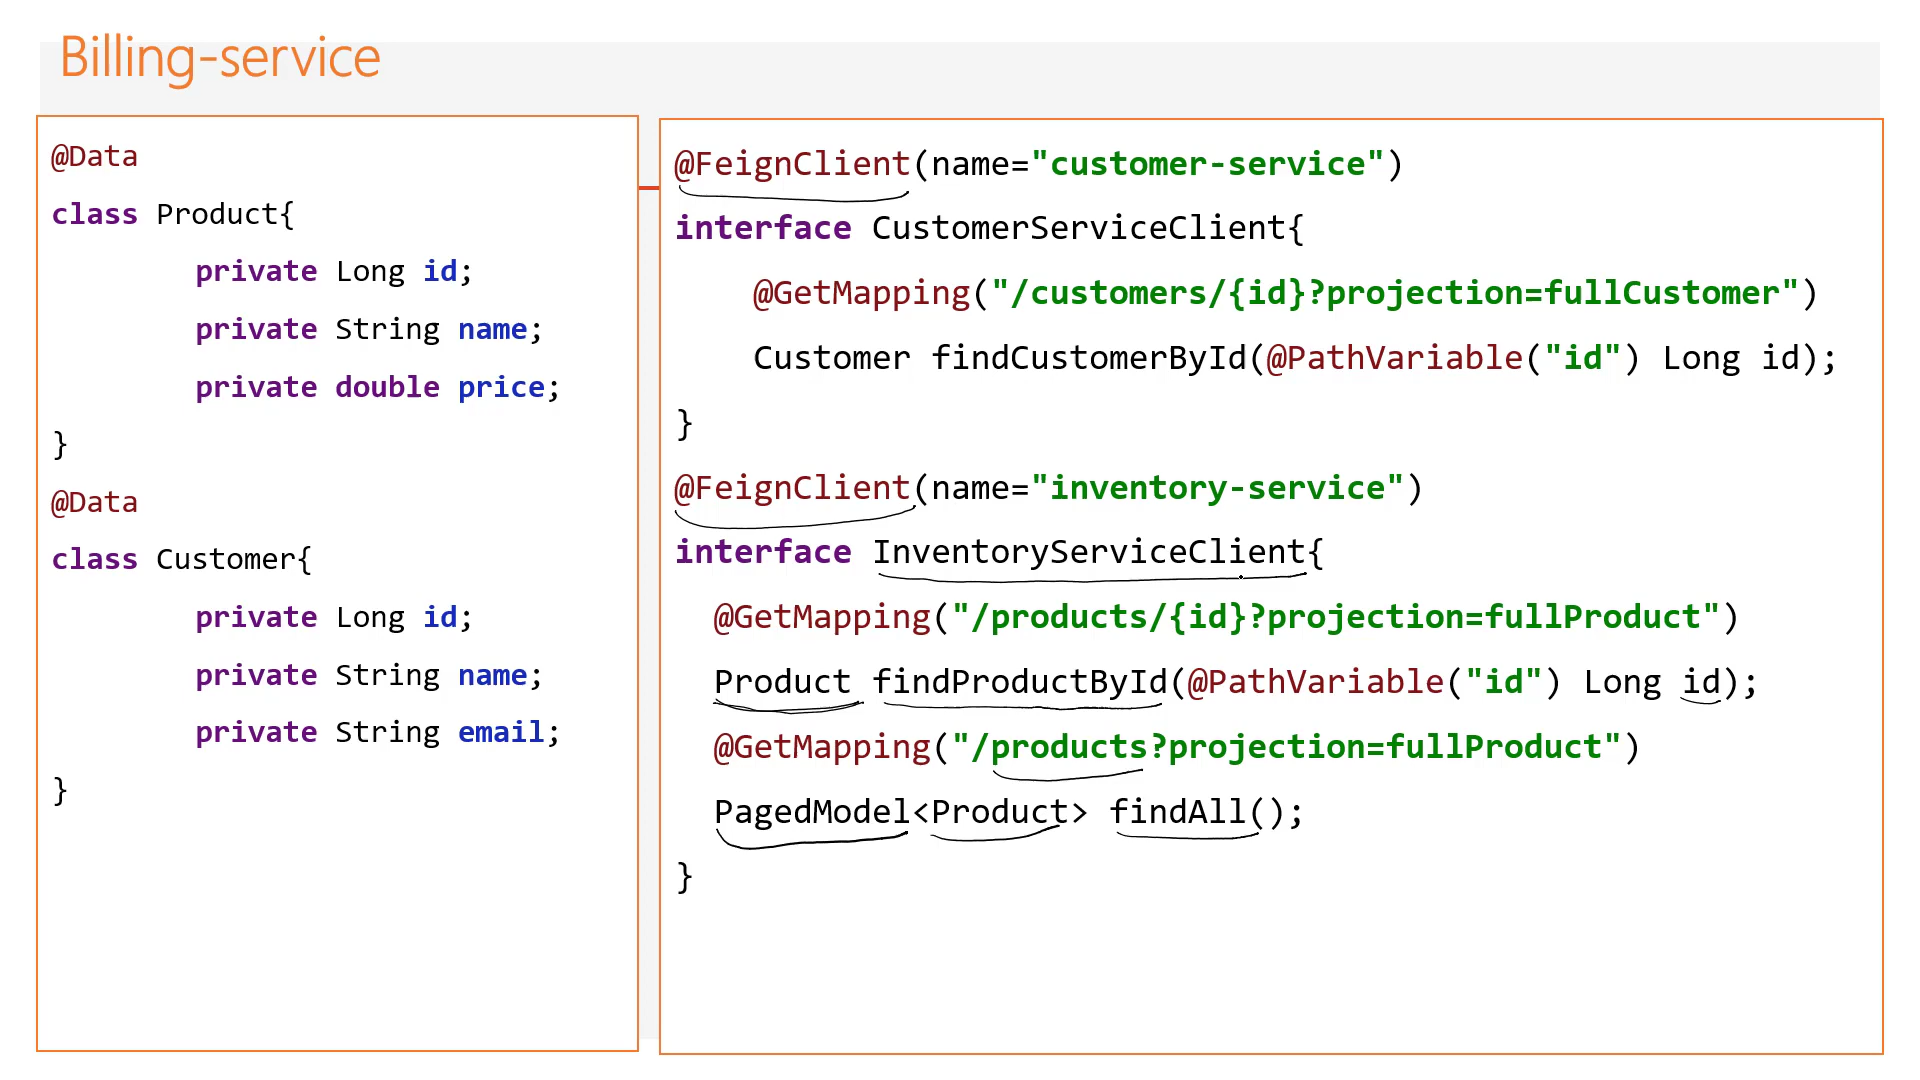 Billing-service
@Data
class Product{
private Long id;
private String name;
private double price;
}
@Data
class Customer{
private Long id;
private String name;
private String email;
}
@FeignClient(name="customer-service")
interface CustomerServiceClient{
@GetMapping("/customers/{id}?projection=fullCustomer")
Customer findCustomerById(@PathVariable("id") Long id);
}
@FeignClient(name="inventory-service")
interface InventoryServiceClient{
@GetMapping("/products/{id}?projection=fullProduct")
Product findProductById(@PathVariable("id") Long id);
@GetMapping("/products?projection=fullProduct")
PagedModel<Product> findAll();
}